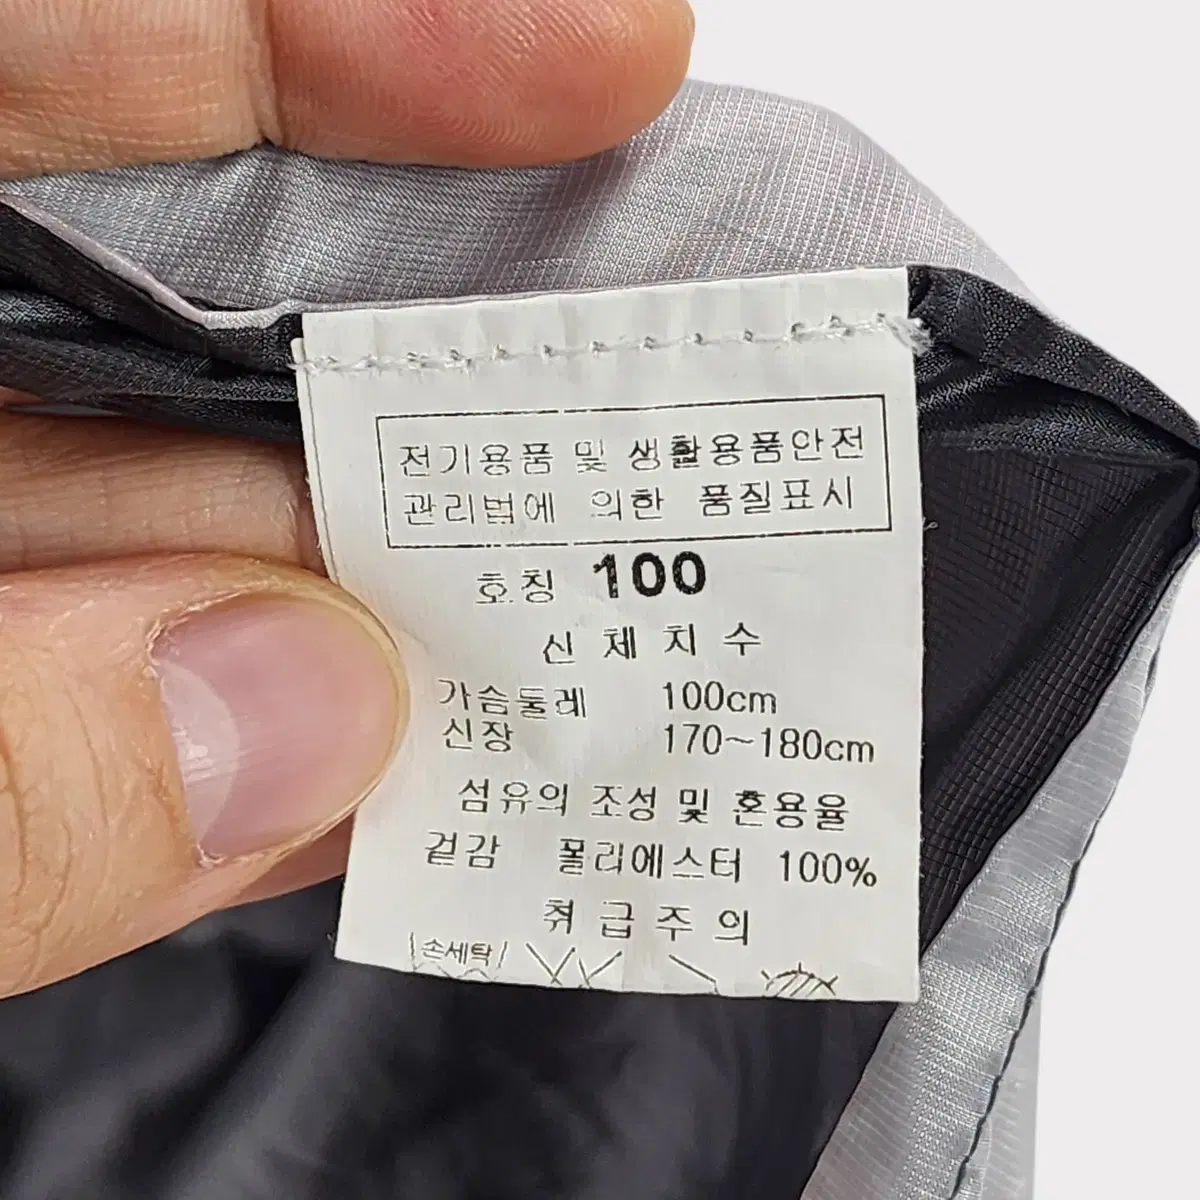 전기용품 및 생활용품안전
관리법에 의한 품질표시
호칭 100
신체치수
가슴둘레 100cm
신장 170~180cm
섬유의 조성 및 혼용율
겉감 폴리에스터 100%
취급주의
손세탁